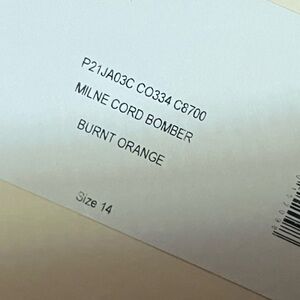 P21JA03C CO334 C8700
MILNE CORD BOMBER
BURNT ORANGE
Size 14